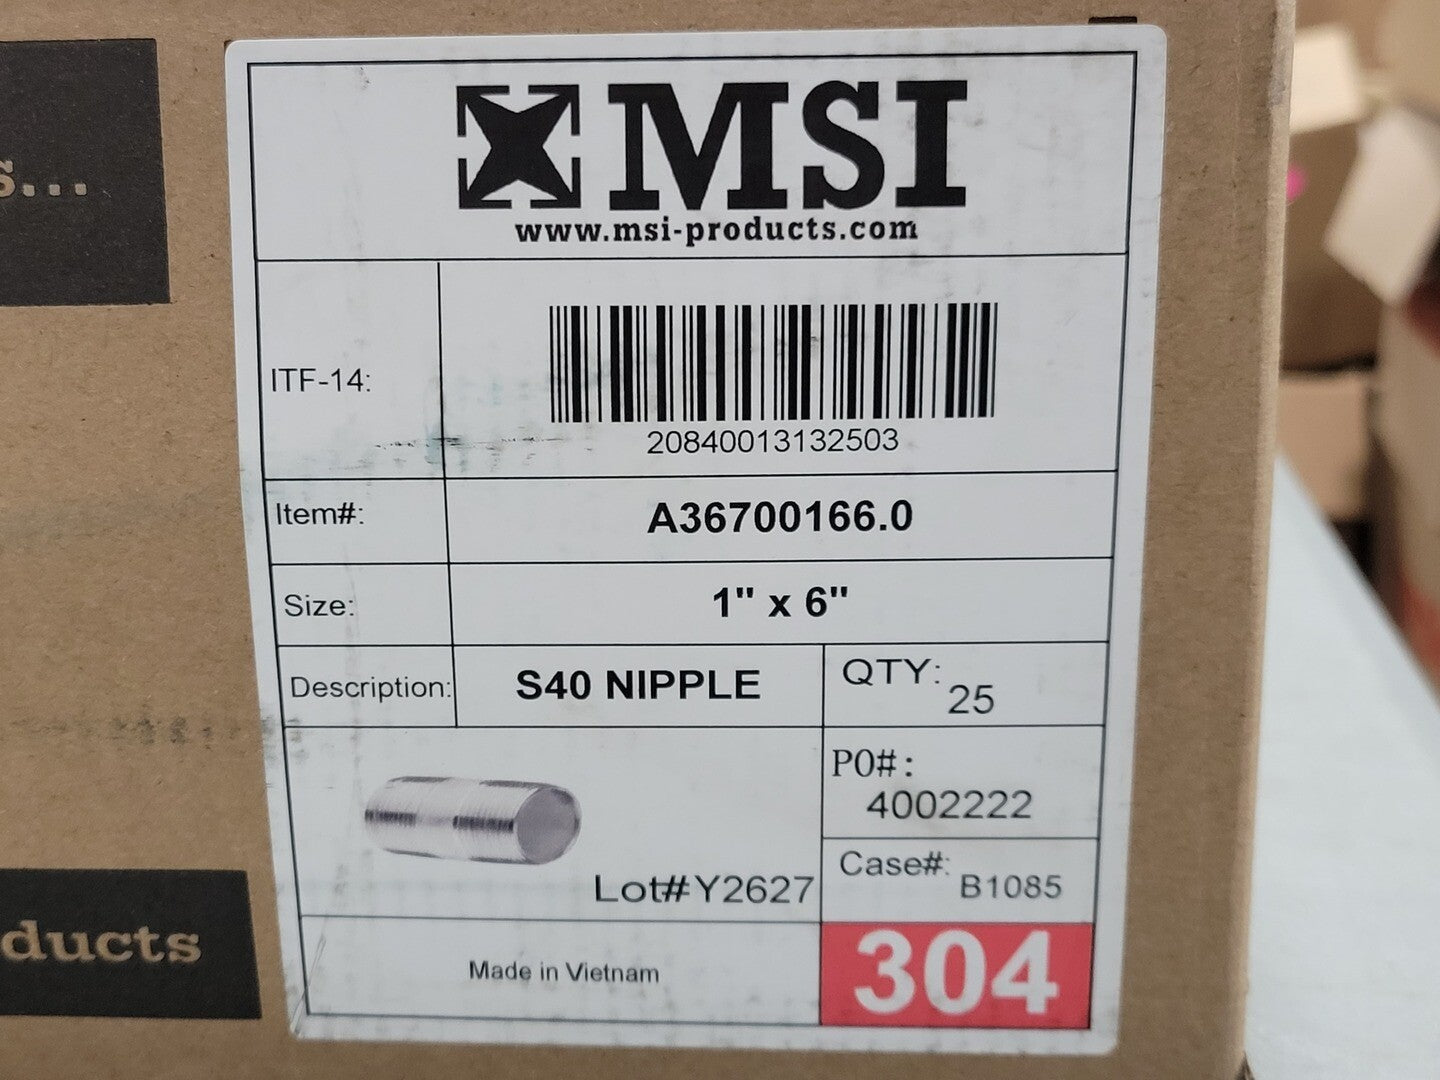 s...
MSI
www.msi-products.com
ITF-14:
20840013132503
Item#:
A36700166.0
Size:
1" x 6"
Description:
S40 NIPPLE
QTY:
25
PO#:
4002222
Lot#Y2627
Case#:
B1085
ducts
Made in Vietnam
304